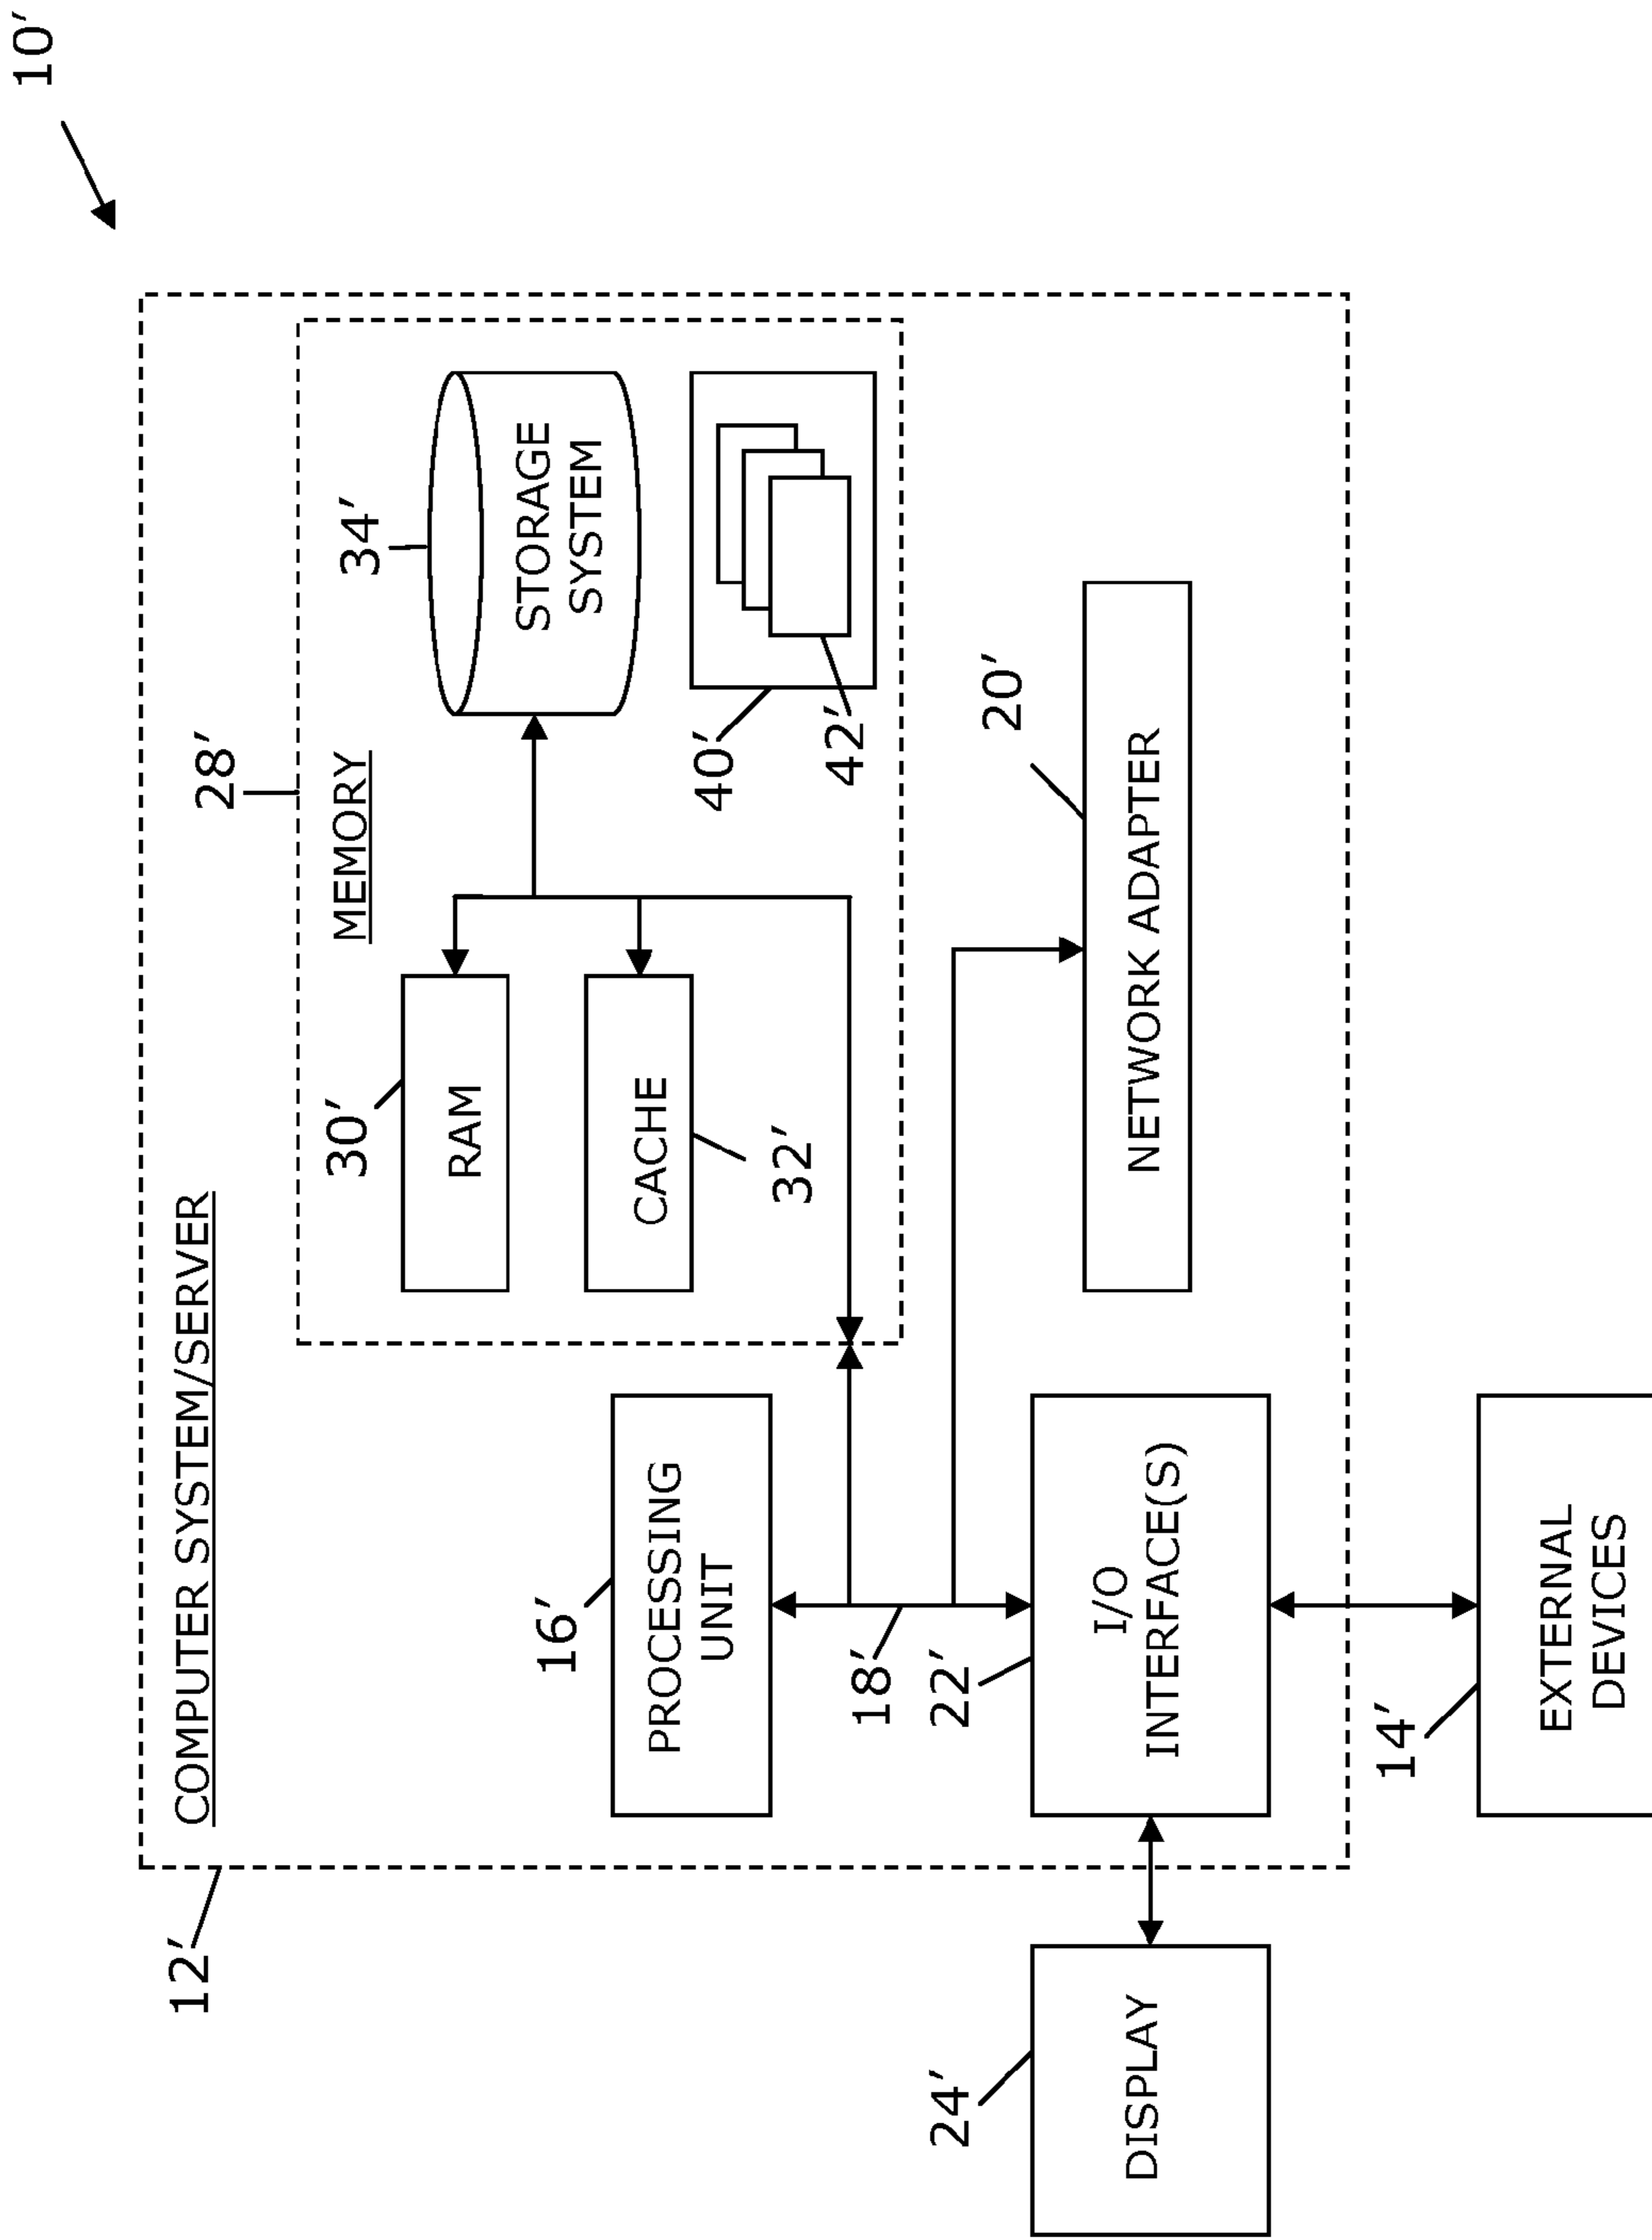 10′
12′
COMPUTER SYSTEM/SERVER
28′
MEMORY
30′
RAM
34′
STORAGE
SYSTEM
CACHE
32′
40′
42′
16′
PROCESSING
UNIT
18′
20′
NETWORK ADAPTER
22′
I/O
INTERFACE(S)
24′
DISPLAY
14′
EXTERNAL
DEVICES